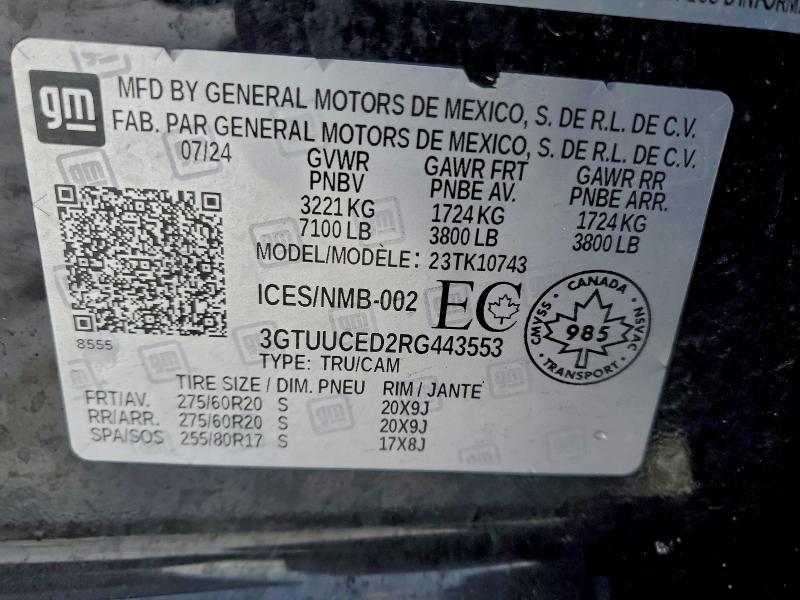 gm
MFD BY GENERAL MOTORS DE MEXICO, S. DE R.L. DE C.V.
FAB. PAR GENERAL MOTORS DE MEXICO, S. DE R.L. DE C.V.
07/24 GVWR GAWR FRT GAWR RR
PNBV PNBE AV. PNBE ARR.
3221 KG 1724 KG 1724 KG
7100 LB 3800 LB 3800 LB
MODEL/MODÈLE: 23TK10743
ICES/NMB-002 EC
CANADA
CMVSS 985 NSVAC
TRANSPORT
8555
3GTUUCED2RG443553
TYPE: TRU/CAM
TIRE SIZE / DIM. PNEU RIM / JANTE
FRT/AV. 275/60R20 S 20X9J
RR/ARR. 275/60R20 S 20X9J
SPA/SOS 255/80R17 S 17X8J